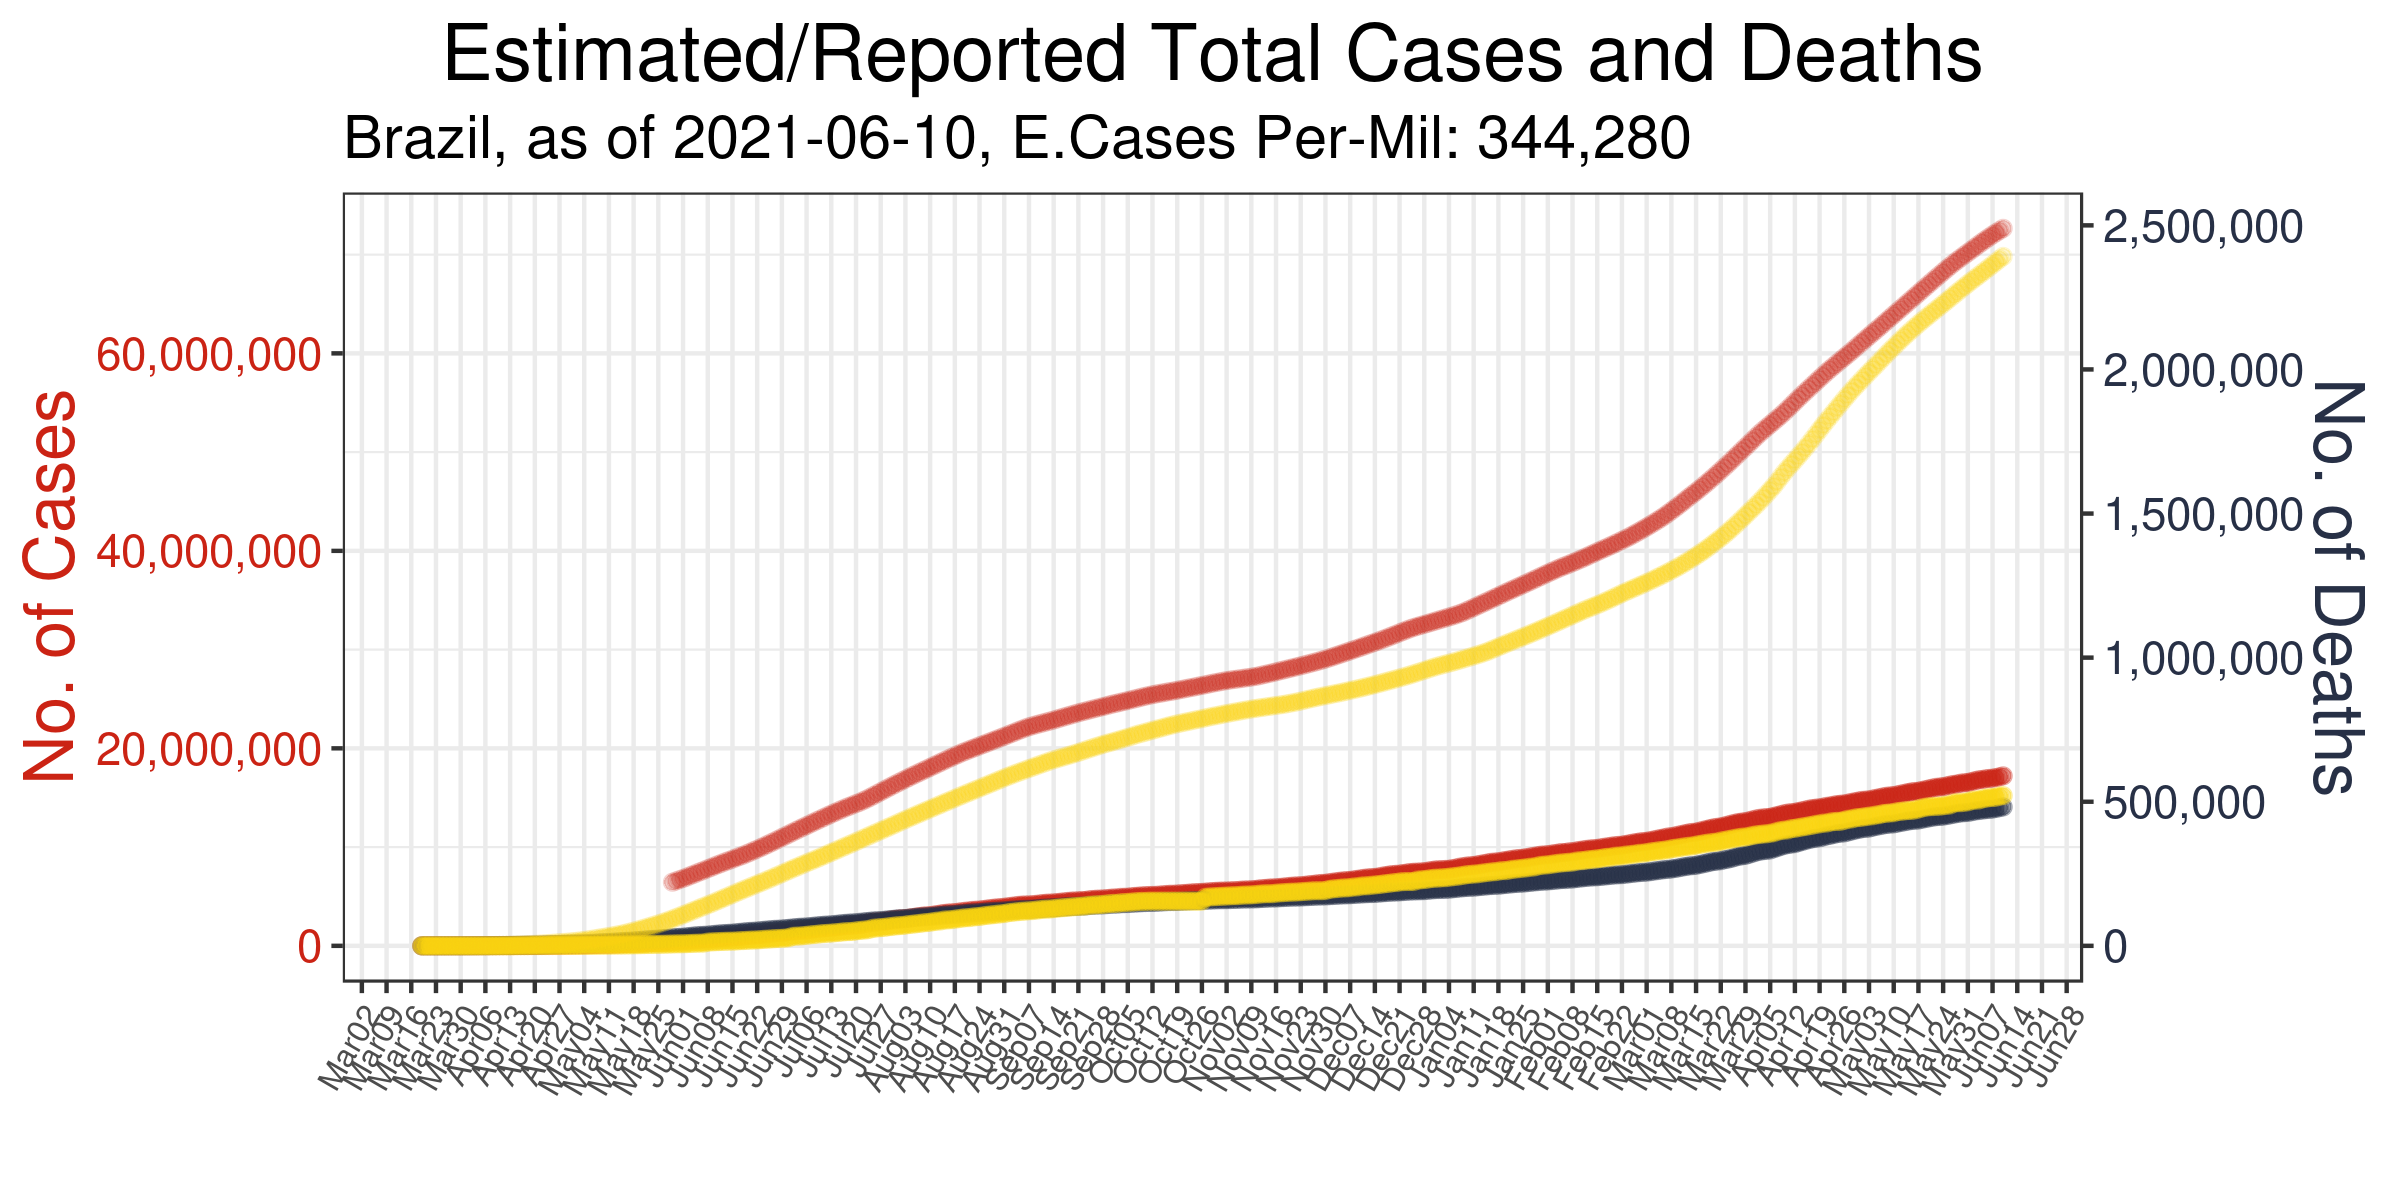 Estimated/Reported Total Cases and Deaths
Brazil, as of 2021-06-10, E.Cases Per-Mil: 344,280
No. of Cases
60,000,000
40,000,000
20,000,000
0
2,500,000
2,000,000
1,500,000
1,000,000
500,000
0
No. of Deaths
Mar02
Mar09
Mar16
Mar23
Mar30
Apr06
Apr13
Apr20
Apr27
May04
May11
May18
May25
Jun01
Jun08
Jun15
Jun22
Jun29
Jul06
Jul13
Jul20
Jul27
Aug03
Aug10
Aug17
Aug24
Aug31
Sep07
Sep14
Sep21
Sep28
Oct05
Oct12
Oct19
Oct26
Nov02
Nov09
Nov16
Nov23
Nov30
Dec07
Dec14
Dec21
Dec28
Jan04
Jan11
Jan18
Jan25
Feb01
Feb08
Feb15
Feb22
Mar01
Mar08
Mar15
Mar22
Mar29
Apr05
Apr12
Apr19
Apr26
May03
May10
May17
May24
May31
Jun07
Jun14
Jun21
Jun28